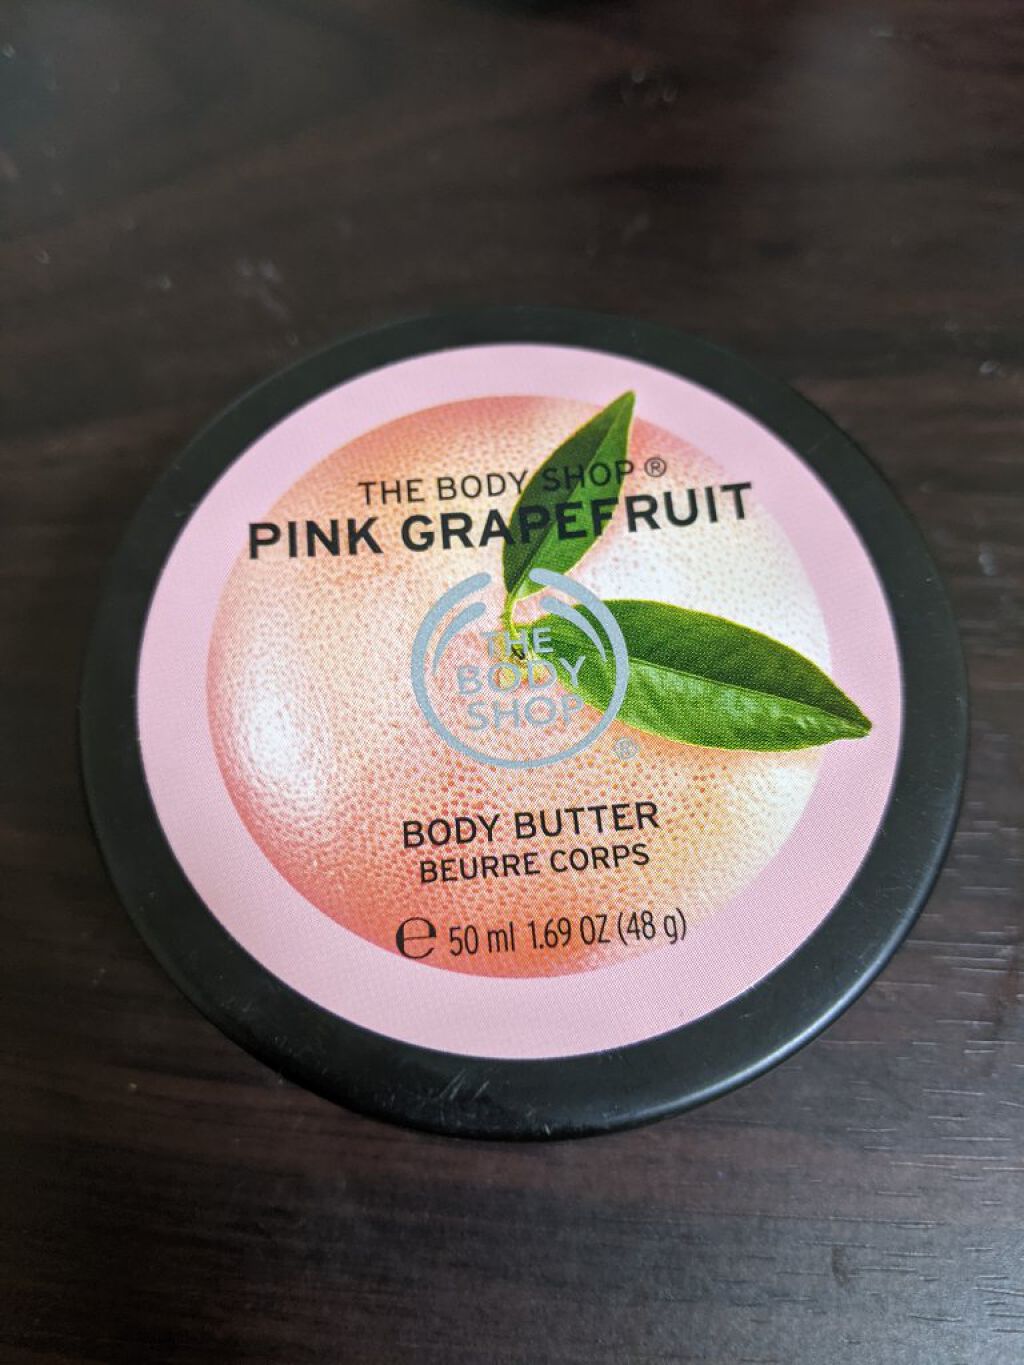 THE BODY SHOP ®
PINK GRAPEFRUIT
THE
BODY
SHOP
®
BODY BUTTER
BEURRE CORPS
℮ 50 ml 1.69 OZ (48 g)